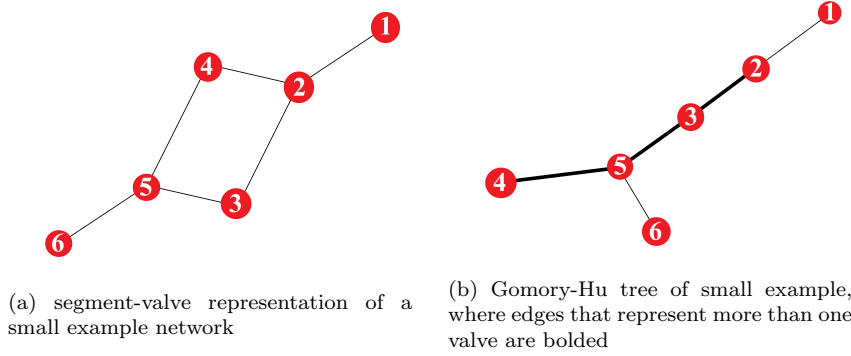 1
4
2
5
3
6
(a) segment-valve representation of a
small example network
1
2
3
5
4
6
(b) Gomory-Hu tree of small example,
where edges that represent more than one
valve are bolded